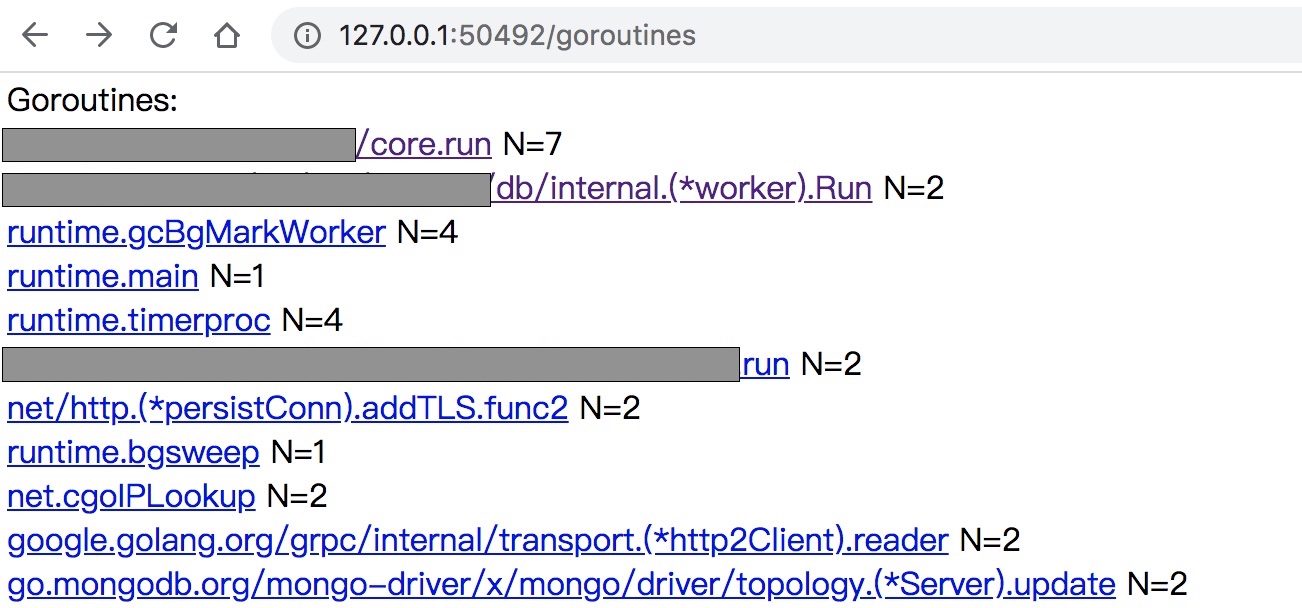 127.0.0.1:50492/goroutines
Goroutines:
/core.run N=7
/db/internal.(*worker).Run N=2
runtime.gcBgMarkWorker N=4
runtime.main N=1
runtime.timerproc N=4
run N=2
net/http.(*persistConn).addTLS.func2 N=2
runtime.bgsweep N=1
net.cgoIPLookup N=2
google.golang.org/grpc/internal/transport.(*http2Client).reader N=2
go.mongodb.org/mongo-driver/x/mongo/driver/topology.(*Server).update N=2